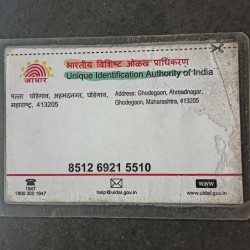 आधार
भारतीय विशिष्ट ओळख प्राधिकरण
Unique Identification Authority of India
पत्ता घोडेगाव, अहमदनगर, घोडेगाव,
महाराष्ट्र, 413205
Address: Ghodegaon, Ahmadnagar,
Ghodegaon, Maharashtra, 413205
8512 6921 5510
1947
1800 300 1947
help@uidai.gov.in
www
www.uidai.gov.in